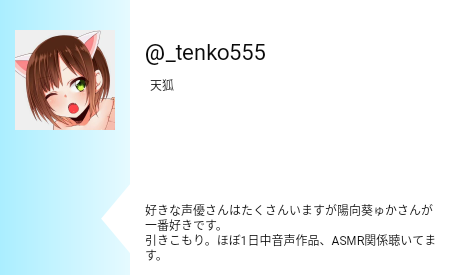 @_tenko555
天狐
好きな声優さんはたくさんいますが陽向葵ゅかさんが
一番好きです。
引きこもり。ほぼ1日中音声作品、ASMR関係聴いてま
す。